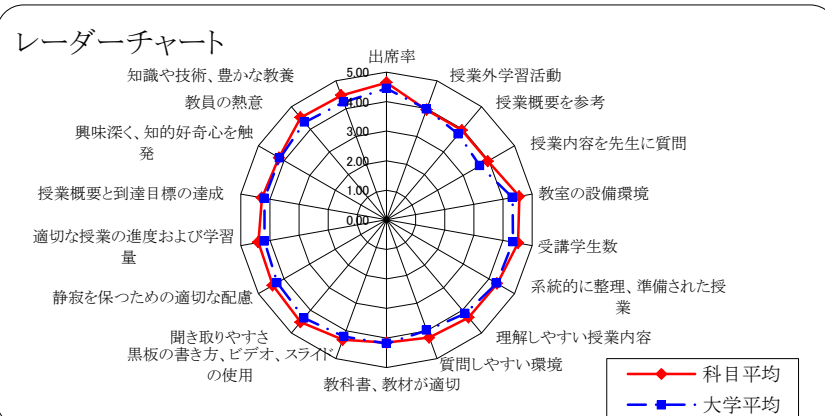 レーダーチャート
出席率
授業外学習活動
授業概要を参考
授業内容を先生に質問
教室の設備環境
受講学生数
系統的に整理、準備された授
業
理解しやすい授業内容
質問しやすい環境
教科書、教材が適切
黒板の書き方、ビデオ、スライド
の使用
聞き取りやすさ
静寂を保つための適切な配慮
適切な授業の進度および学習
量
授業概要と到達目標の達成
興味深く、知的好奇心を触
発
教員の熱意
知識や技術、豊かな教養
5.00
4.00
3.00
2.00
1.00
0.00
科目平均
大学平均